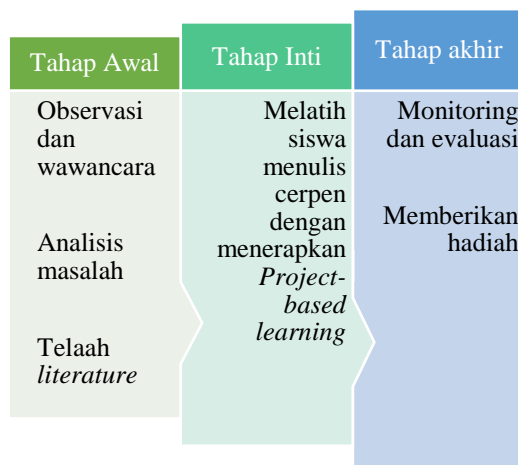 Tahap Awal
Observasi
dan
wawancara
Analisis
masalah
Telaah
literature
Tahap Inti
Melatih
siswa
menulis
cerpen
dengan
menerapkan
Project-
based
learning
Tahap akhir
Monitoring
dan evaluasi
Memberikan
hadiah